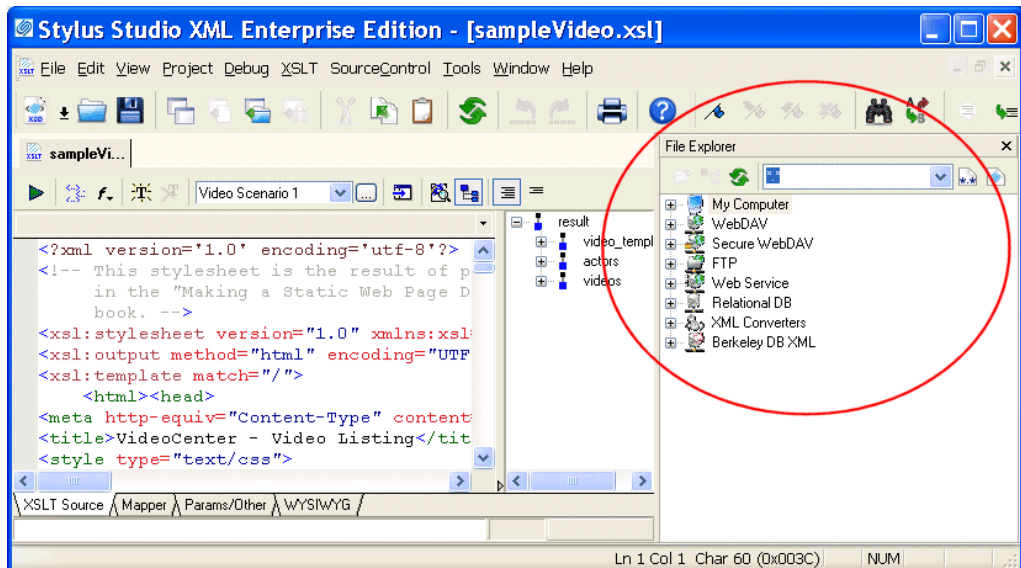 Stylus Studio XML Enterprise Edition - [sampleVideo.xsl]
File Edit View Project Debug XSLT SourceControl Tools Window Help
sampleVi...
Video Scenario 1
<?xml version='1.0' encoding='utf-8'?>
<!-- This stylesheet is the result of p
in the "Making a Static Web Page D
book. -->
<xsl:stylesheet version="1.0" xmlns:xsl
<xsl:output method="html" encoding="UTF
<xsl:template match="/">
<html><head>
<meta http-equiv="Content-Type" content
<title>VideoCenter - Video Listing</tit
<style type="text/css">
XSLT Source
Mapper
Params/Other
WYSIWYG
result
video_templ
actors
videos
File Explorer
*.*
My Computer
WebDAV
Secure WebDAV
FTP
Web Service
Relational DB
XML Converters
Berkeley DB XML
Ln 1 Col 1 Char 60 (0x003C)
NUM